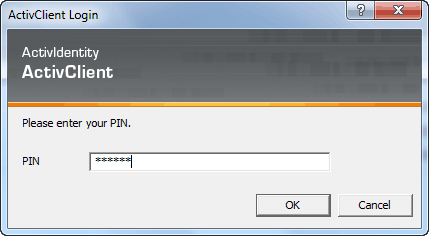 ActivClient Login
?
ActivIdentity
ActivClient
Please enter your PIN.
PIN ******
OK Cancel